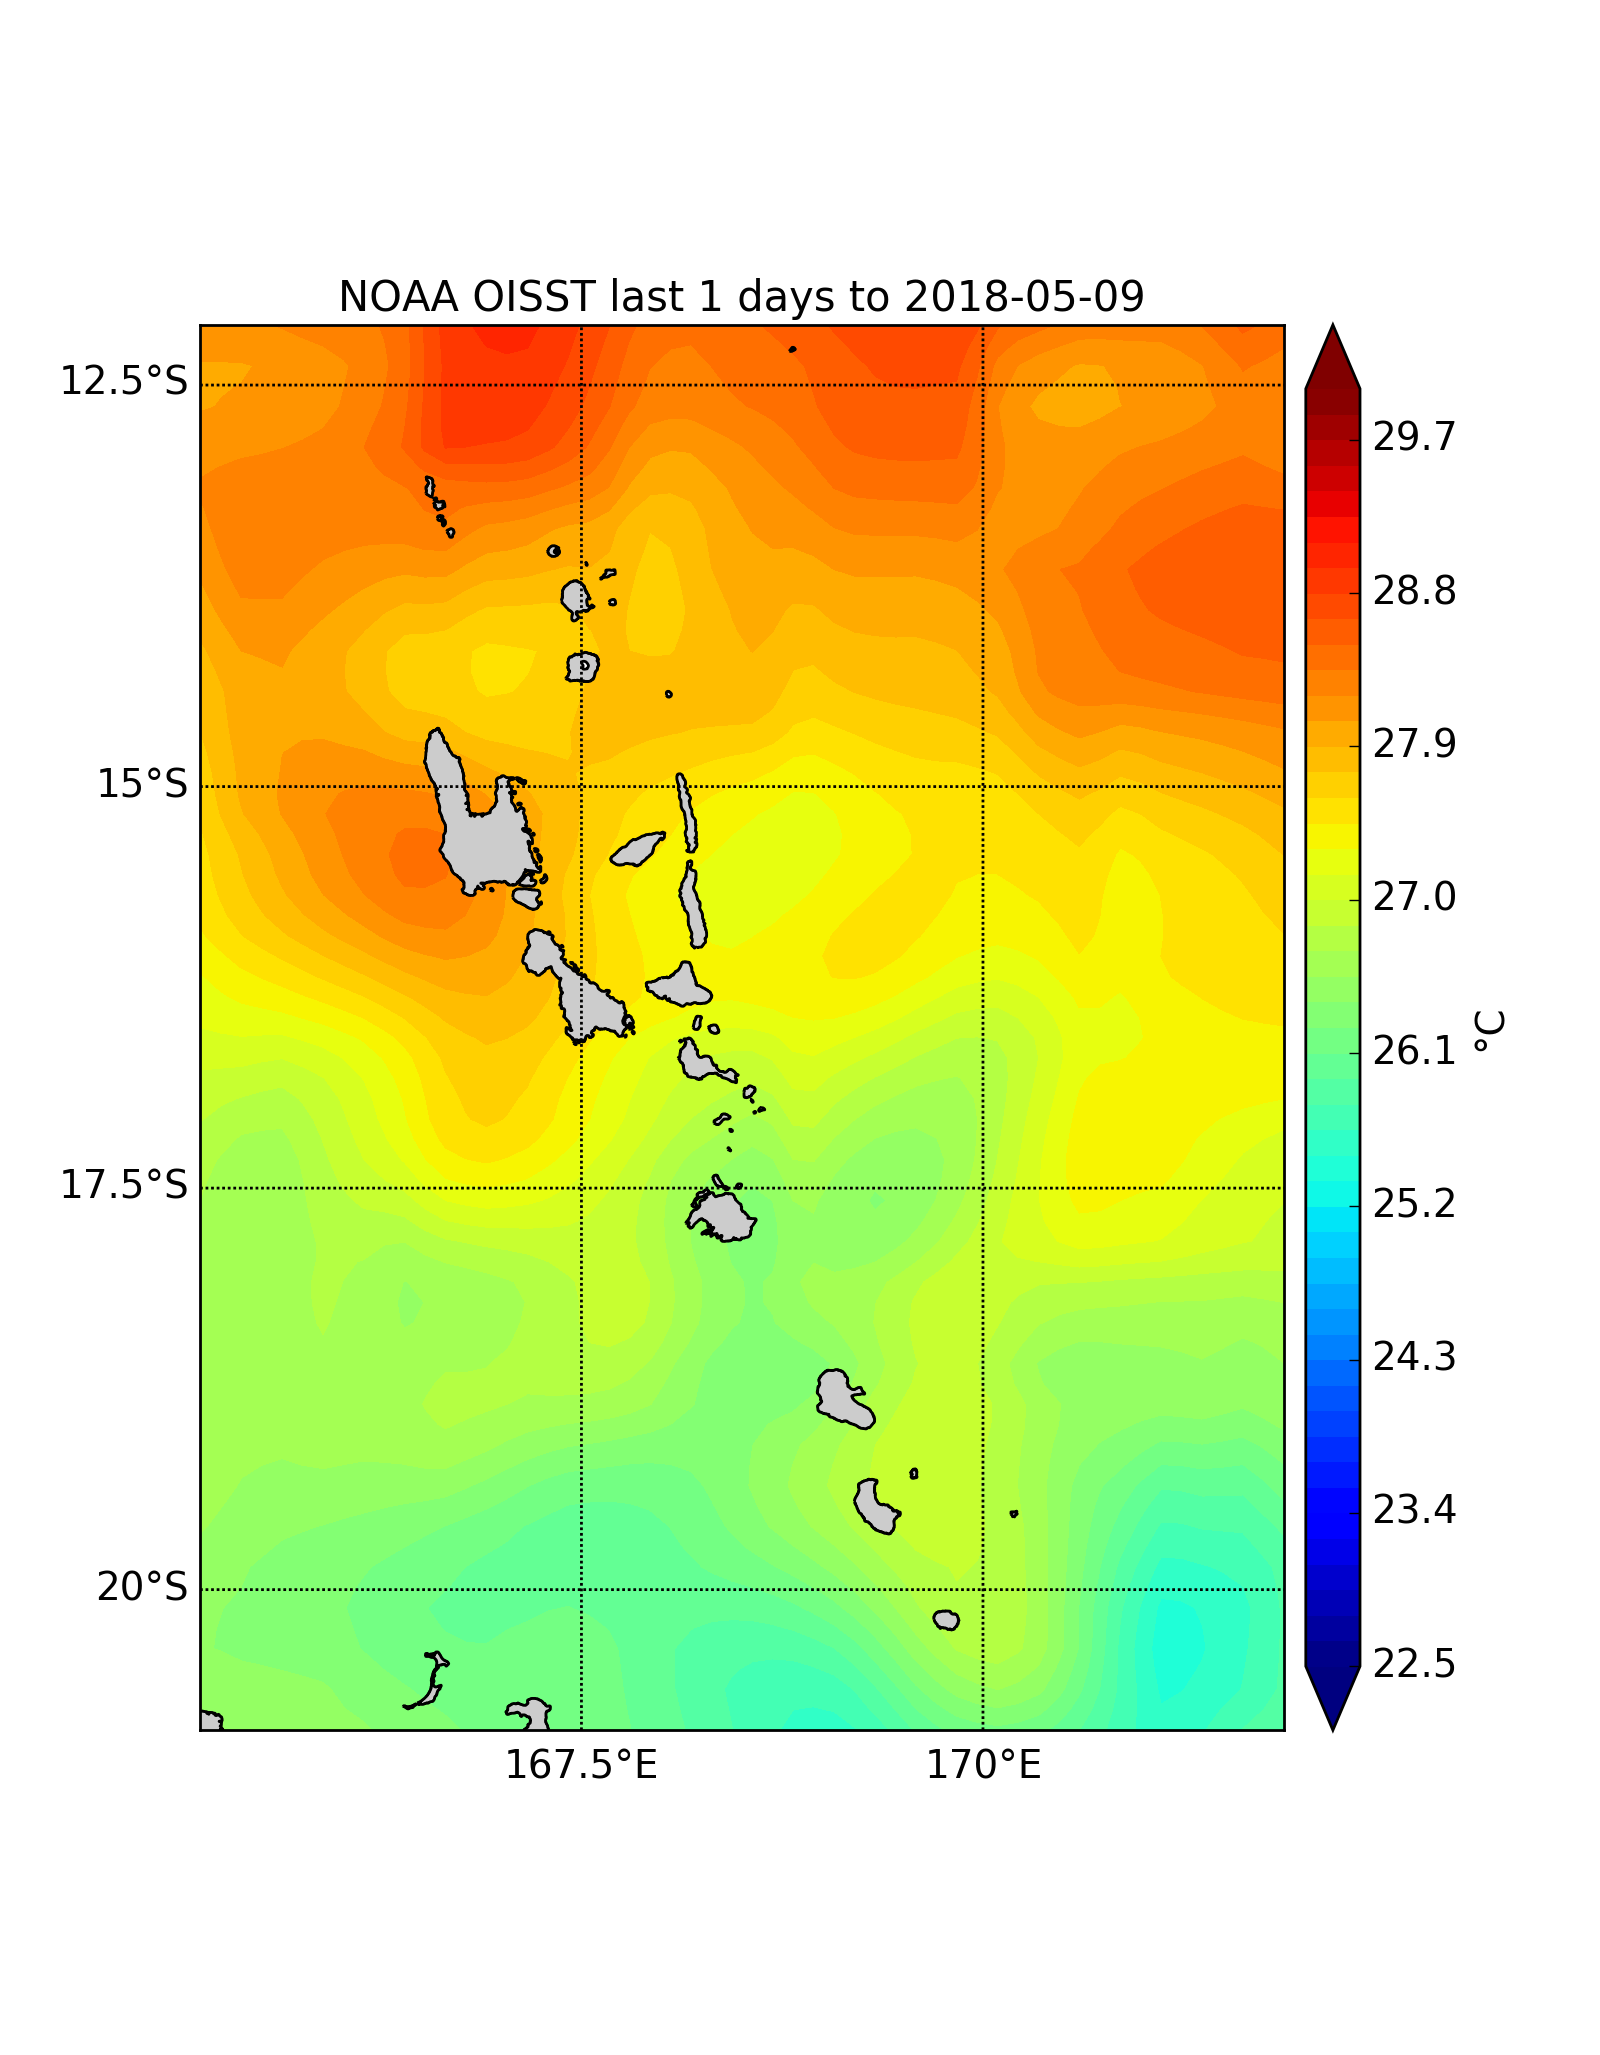 NOAA OISST last 1 days to 2018-05-09
12.5°S
15°S
17.5°S
20°S
167.5°E
170°E
29.7
28.8
27.9
27.0
26.1
25.2
24.3
23.4
22.5
°C